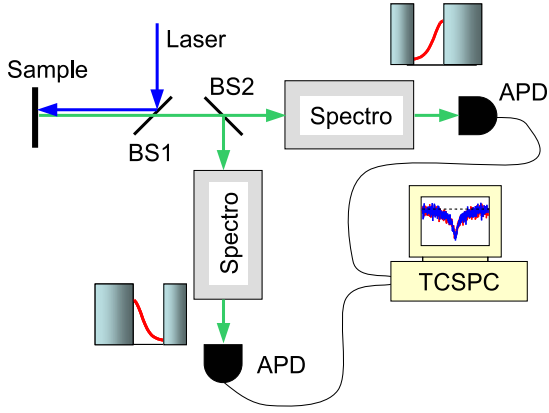 Laser
Sample
BS2
APD
Spectro
BS1
Spectro
TCSPC
APD